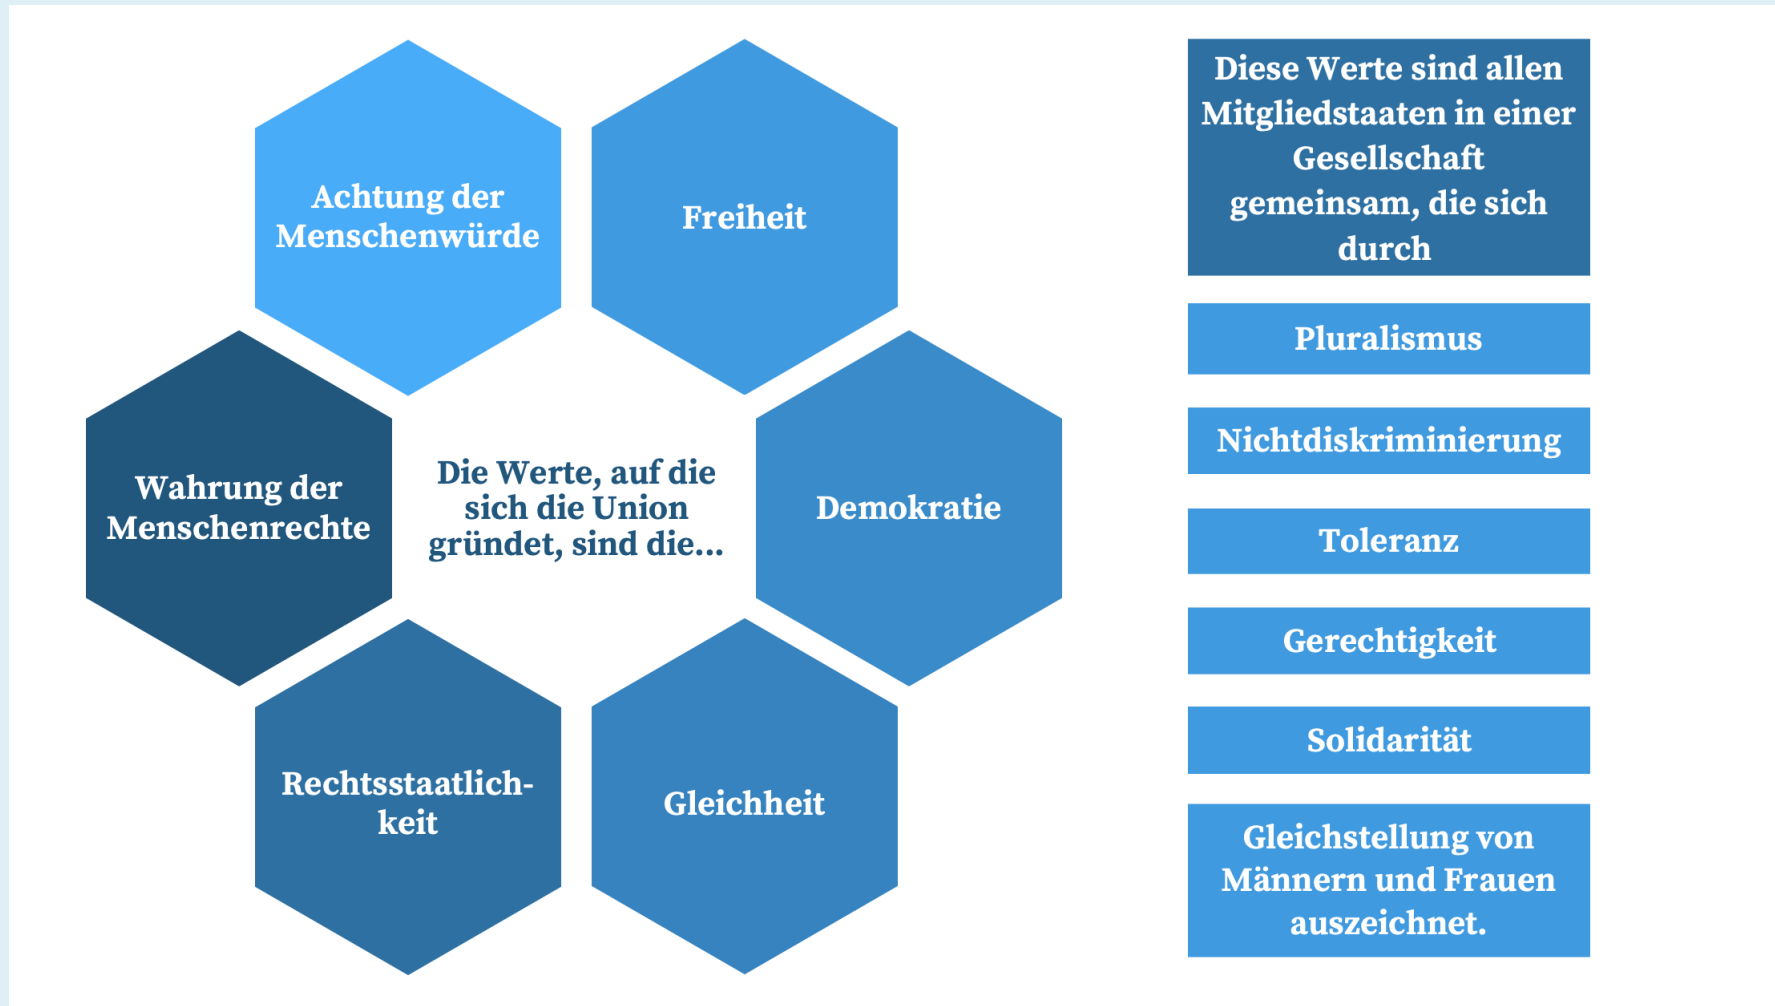 Achtung der
Menschenwürde
Freiheit
Wahrung der
Menschenrechte
Die Werte, auf die
sich die Union
gründet, sind die...
Demokratie
Rechtsstaatlich-
keit
Gleichheit
Diese Werte sind allen
Mitgliedstaaten in einer
Gesellschaft
gemeinsam, die sich
durch
Pluralismus
Nichtdiskriminierung
Toleranz
Gerechtigkeit
Solidarität
Gleichstellung von
Männern und Frauen
auszeichnet.